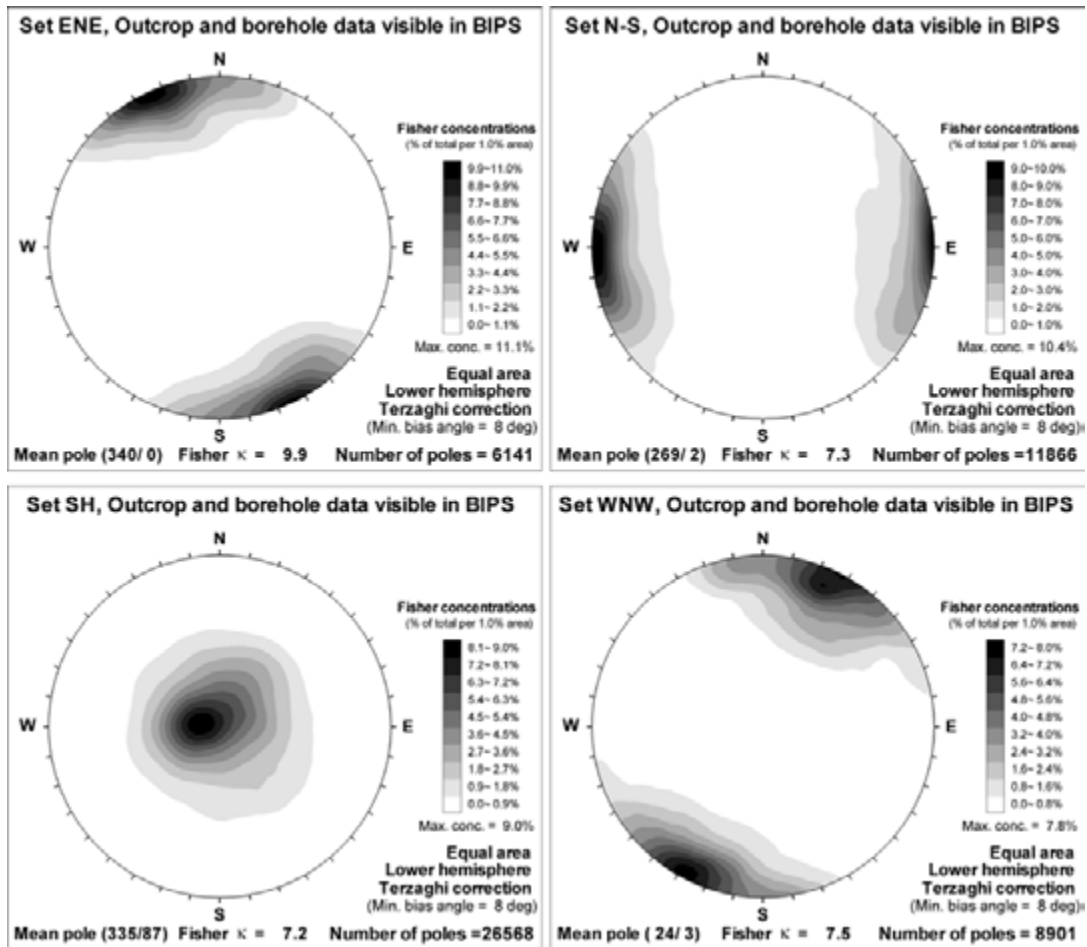 Set ENE, Outcrop and borehole data visible in BIPS
N
W
E
S
Fisher concentrations
(% of total per 1.0% area)
9.9~11.0%
8.8~ 9.9%
7.7~ 8.8%
6.6~ 7.7%
5.5~ 6.6%
4.4~ 5.5%
3.3~ 4.4%
2.2~ 3.3%
1.1~ 2.2%
0.0~ 1.1%
Max. conc. = 11.1%
Equal area
Lower hemisphere
Terzaghi correction
(Min. bias angle = 8 deg)
Mean pole (340/ 0) Fisher κ = 9.9 Number of poles = 6141
Set N-S, Outcrop and borehole data visible in BIPS
N
W
E
S
Fisher concentrations
(% of total per 1.0% area)
9.0~10.0%
8.0~ 9.0%
7.0~ 8.0%
6.0~ 7.0%
5.0~ 6.0%
4.0~ 5.0%
3.0~ 4.0%
2.0~ 3.0%
1.0~ 2.0%
0.0~ 1.0%
Max. conc. = 10.4%
Equal area
Lower hemisphere
Terzaghi correction
(Min. bias angle = 8 deg)
Mean pole (269/ 2) Fisher κ = 7.3 Number of poles =11866
Set SH, Outcrop and borehole data visible in BIPS
N
W
E
S
Fisher concentrations
(% of total per 1.0% area)
8.1~ 9.0%
7.2~ 8.1%
6.3~ 7.2%
5.4~ 6.3%
4.5~ 5.4%
3.6~ 4.5%
2.7~ 3.6%
1.8~ 2.7%
0.9~ 1.8%
0.0~ 0.9%
Max. conc. = 9.0%
Equal area
Lower hemisphere
Terzaghi correction
(Min. bias angle = 8 deg)
Mean pole (335/87) Fisher κ = 7.2 Number of poles =26568
Set WNW, Outcrop and borehole data visible in BIPS
N
W
E
S
Fisher concentrations
(% of total per 1.0% area)
7.2~ 8.0%
6.4~ 7.2%
5.6~ 6.4%
4.8~ 5.6%
4.0~ 4.8%
3.2~ 4.0%
2.4~ 3.2%
1.6~ 2.4%
0.8~ 1.6%
0.0~ 0.8%
Max. conc. = 7.8%
Equal area
Lower hemisphere
Terzaghi correction
(Min. bias angle = 8 deg)
Mean pole ( 24/ 3) Fisher κ = 7.5 Number of poles = 8901